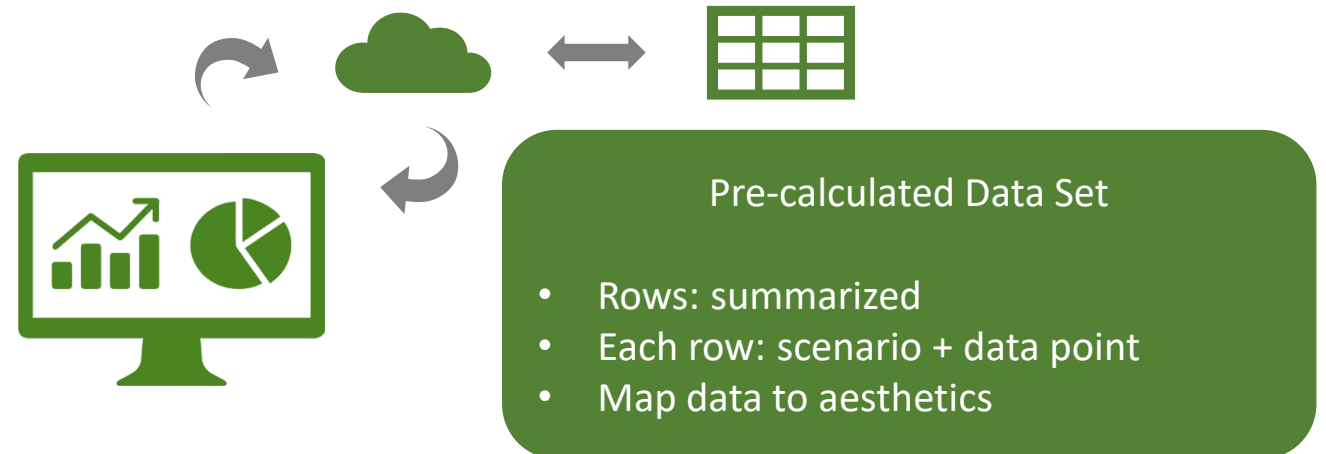 Pre-calculated Data Set
• Rows: summarized
• Each row: scenario + data point
• Map data to aesthetics